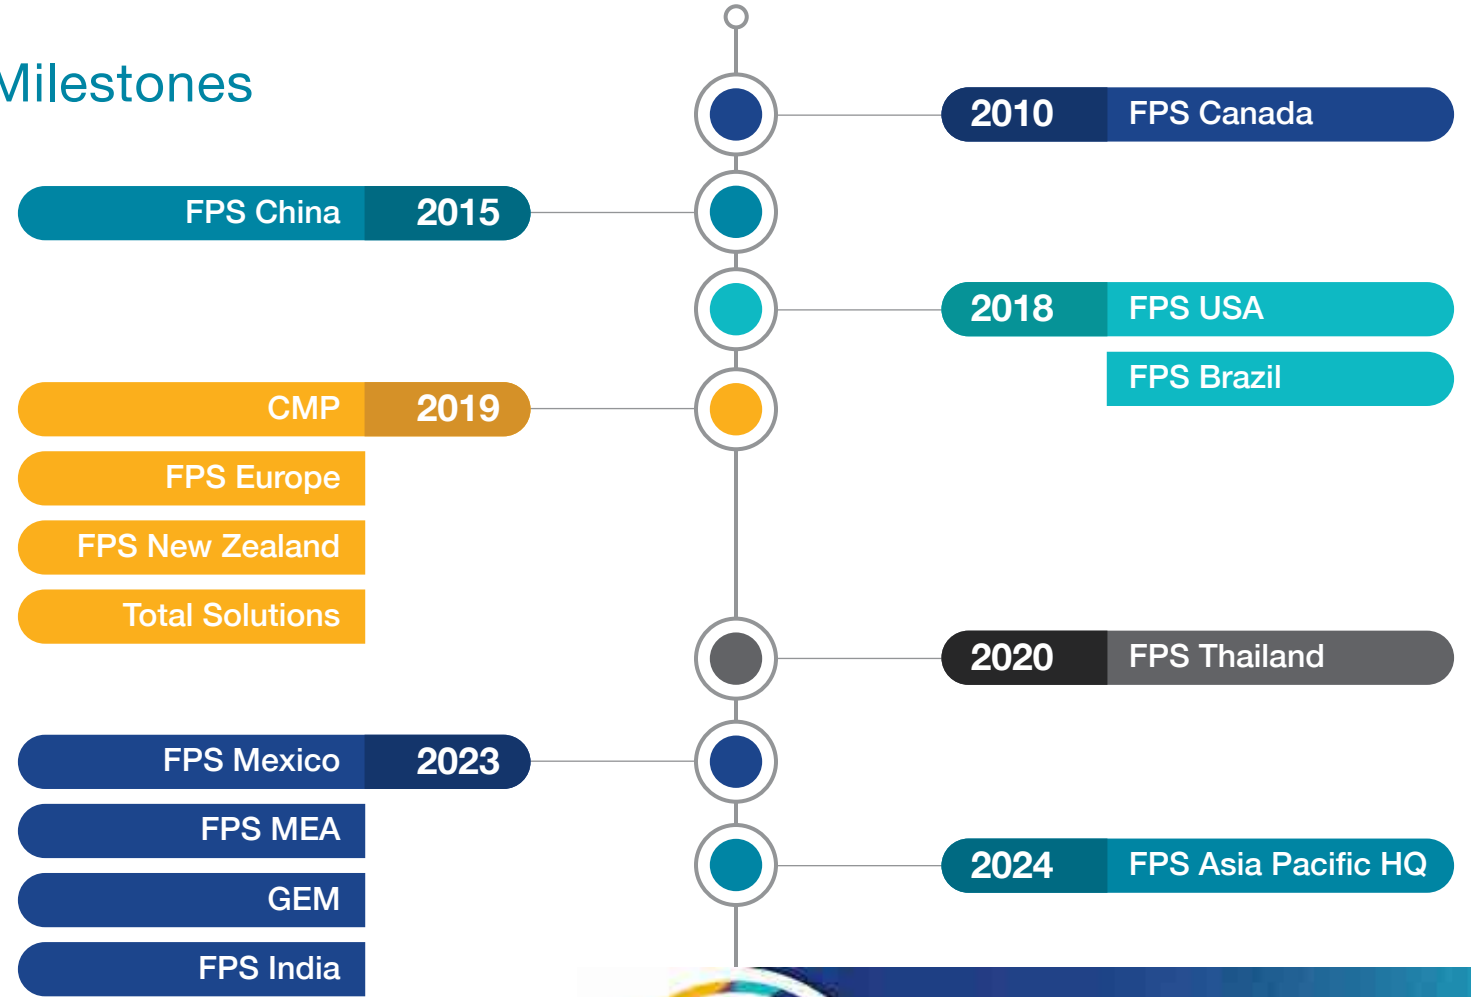 Milestones
2010 FPS Canada
FPS China 2015
2018 FPS USA
FPS Brazil
CMP 2019
FPS Europe
FPS New Zealand
Total Solutions
2020 FPS Thailand
FPS Mexico 2023
FPS MEA
GEM
FPS India
2024 FPS Asia Pacific HQ